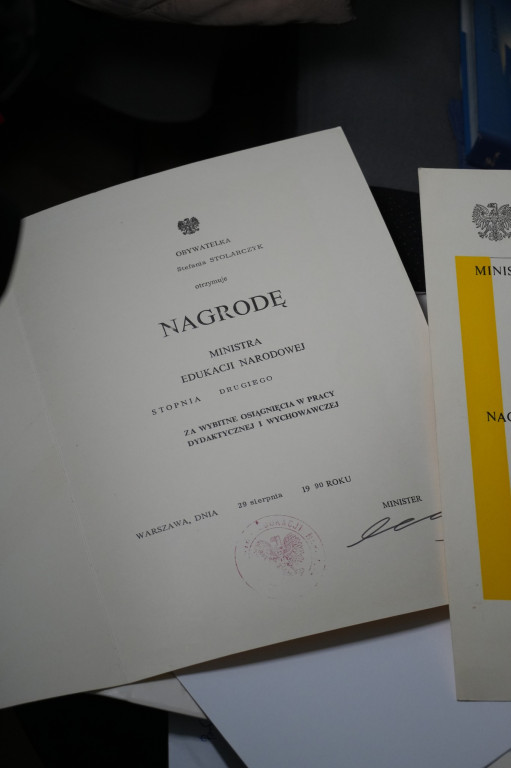 OBYWATELKA
Stefania STOLARCZYK
otrzymuje
NAGRODĘ
MINISTRA
EDUKACJI NARODOWEJ
STOPNIA DRUGIEGO
ZA WYBITNE OSIĄGNIĘCIA W PRACY
DYDAKTYCZNEJ I WYCHOWAWCZEJ
WARSZAWA, DNIA 29 sierpnia 19 90 ROKU
MINISTER
EDUKACJI
MINIS
NAG